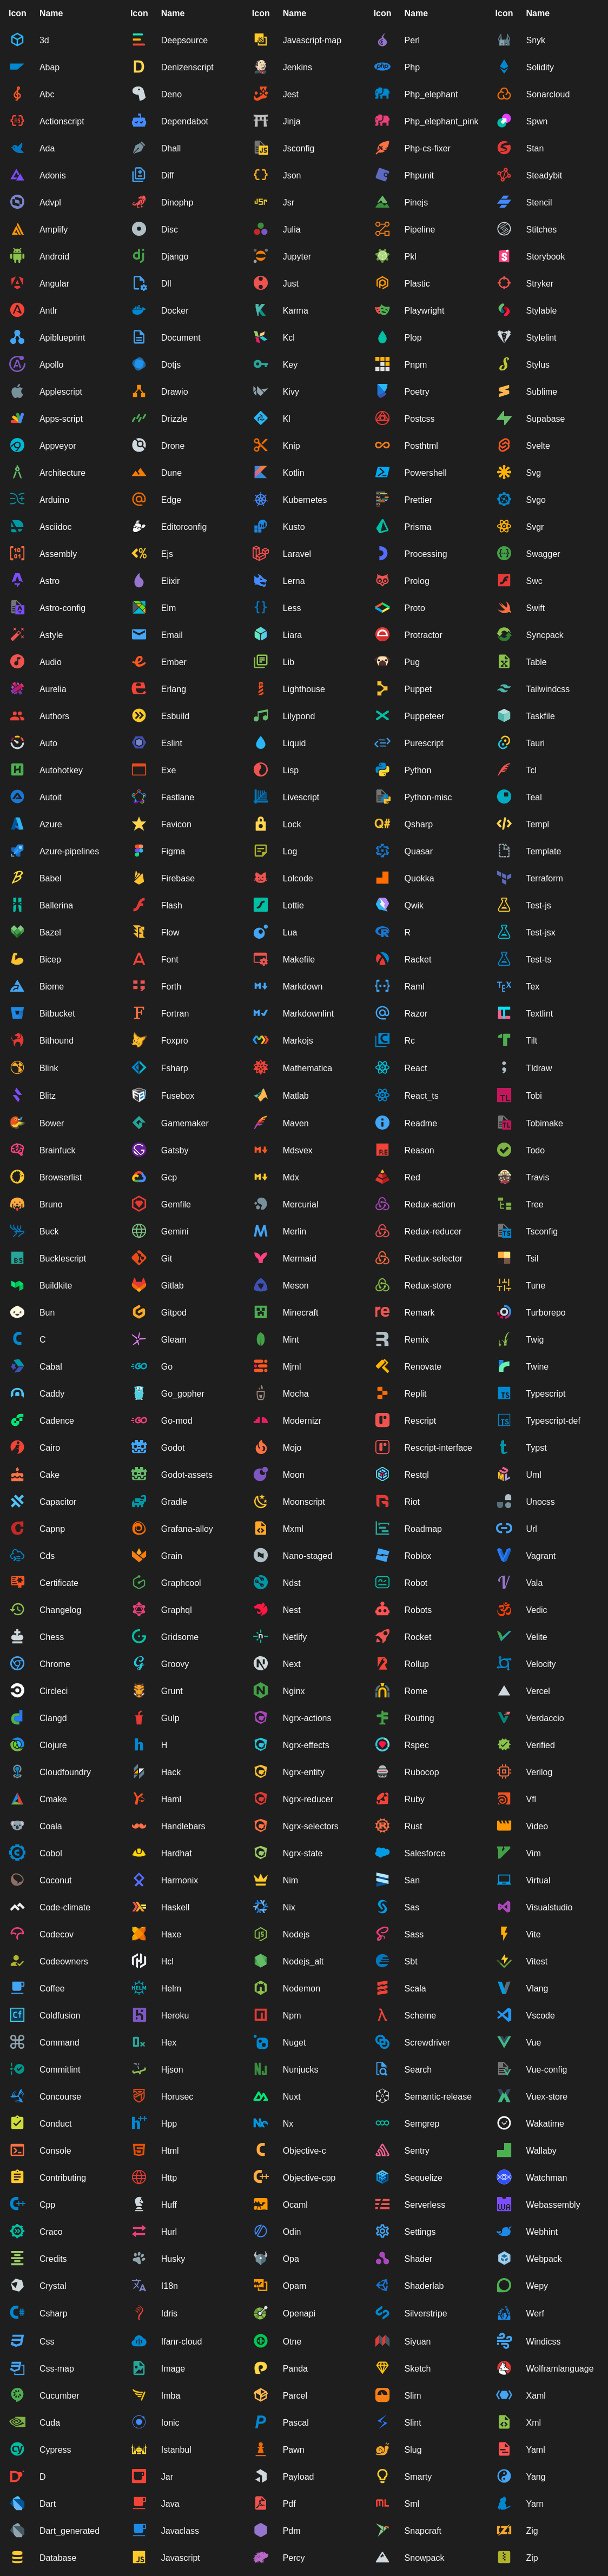 Icon Name Icon Name Icon Name Icon Name Icon Name
3d Deepsource Javascript-map Perl Snyk
Abap Denizenscript Jenkins Php Solidity
Abc Deno Jest Php_elephant Sonarcloud
Actionscript Dependabot Jinja Php_elephant_pink Spwn
Ada Dhall Jsconfig Php-cs-fixer Stan
Adonis Diff Json Phpunit Steadybit
Advpl Dinophp Jsr Pinejs Stencil
Amplify Disc Julia Pipeline Stitches
Android Django Jupyter Pkl Storybook
Angular Dll Just Plastic Stryker
Antlr Docker Karma Playwright Stylable
Apiblueprint Document Kcl Plop Stylelint
Apollo Dotjs Key Pnpm Stylus
Applescript Drawio Kivy Poetry Sublime
Apps-script Drizzle Kl Postcss Supabase
Appveyor Drone Knip Posthtml Svelte
Architecture Dune Kotlin Powershell Svg
Arduino Edge Kubernetes Prettier Svgo
Asciidoc Editorconfig Kusto Prisma Svgr
Assembly Ejs Laravel Processing Swagger
Astro Elixir Lerna Prolog Swc
Astro-config Elm Less Proto Swift
Astyle Email Liara Protractor Syncpack
Audio Ember Lib Pug Table
Aurelia Erlang Lighthouse Puppet Tailwindcss
Authors Esbuild Lilypond Puppeteer Taskfile
Auto Eslint Liquid Purescript Tauri
Autohotkey Exe Lisp Python Tcl
Autoit Fastlane Livescript Python-misc Teal
Azure Favicon Lock Qsharp Templ
Azure-pipelines Figma Log Quasar Template
Babel Firebase Lolcode Quokka Terraform
Ballerina Flash Lottie Qwik Test-js
Bazel Flow Lua R Test-jsx
Bicep Font Makefile Racket Test-ts
Biome Forth Markdown Raml Tex
Bitbucket Fortran Markdownlint Razor Textlint
Bithound Foxpro Markojs Rc Tilt
Blink Fsharp Mathematica React Tldraw
Blitz Fusebox Matlab React_ts Tobi
Bower Gamemaker Maven Readme Tobimake
Brainfuck Gatsby Mdsvex Reason Todo
Browserlist Gcp Mdx Red Travis
Bruno Gemfile Mercurial Redux-action Tree
Buck Gemini Merlin Redux-reducer Tsconfig
Bucklescript Git Mermaid Redux-selector Tsil
Buildkite Gitlab Meson Redux-store Tune
Bun Gitpod Minecraft Remark Turborepo
C Gleam Mint Remix Twig
Cabal Go Mjml Renovate Twine
Caddy Go_gopher Mocha Replit Typescript
Cadence Go-mod Modernizr Rescript Typescript-def
Cairo Godot Mojo Rescript-interface Typst
Cake Godot-assets Moon Restql Uml
Capacitor Gradle Moonscript Riot Unocss
Capnp Grafana-alloy Mxml Roadmap Url
Cds Grain Nano-staged Roblox Vagrant
Certificate Graphcool Ndst Robot Vala
Changelog Graphql Nest Robots Vedic
Chess Gridsome Netlify Rocket Velite
Chrome Groovy Next Rollup Velocity
Circleci Grunt Nginx Rome Vercel
Clangd Gulp Ngrx-actions Routing Verdaccio
Clojure H Ngrx-effects Rspec Verified
Cloudfoundry Hack Ngrx-entity Rubocop Verilog
Cmake Haml Ngrx-reducer Ruby Vfl
Coala Handlebars Ngrx-selectors Rust Video
Cobol Hardhat Ngrx-state Salesforce Vim
Coconut Harmonix Nim San Virtual
Code-climate Haskell Nix Sas Visualstudio
Codecov Haxe Nodejs Sass Vite
Codeowners Hcl Nodejs_alt Sbt Vitest
Coffee Helm Nodemon Scala Vlang
Coldfusion Heroku Npm Scheme Vscode
Command Hex Nuget Screwdriver Vue
Commitlint Hjson Nunjucks Search Vue-config
Concourse Horusec Nuxt Semantic-release Vuex-store
Conduct Hpp Nx Semgrep Wakatime
Console Html Objective-c Sentry Wallaby
Contributing Http Objective-cpp Sequelize Watchman
Cpp Huff Ocaml Serverless Webassembly
Craco Hurl Odin Settings Webhint
Credits Husky Opa Shader Webpack
Crystal I18n Opam Shaderlab Wepy
Csharp Idris Openapi Silverstripe Werf
Css Ifanr-cloud Otne Siyuan Windicss
Css-map Image Panda Sketch Wolframlanguage
Cucumber Imba Parcel Slim Xaml
Cuda Ionic Pascal Slint Xml
Cypress Istanbul Pawn Slug Yaml
D Jar Payload Smarty Yang
Dart Java Pdf Sml Yarn
Dart_generated Javaclass Pdm Snapcraft Zig
Database Javascript Percy Snowpack Zip